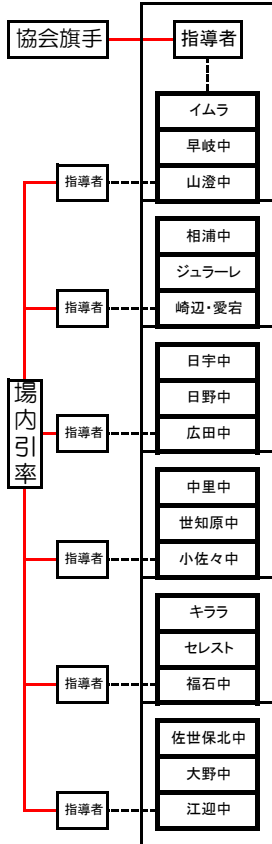 協会旗手
指導者
イムラ
早岐中
指導者
山澄中
相浦中
ジュラーレ
指導者
崎辺・愛宕
日宇中
日野中
場内引率
指導者
広田中
中里中
世知原中
指導者
小佐々中
キララ
セレスト
指導者
福石中
佐世保北中
大野中
指導者
江迎中